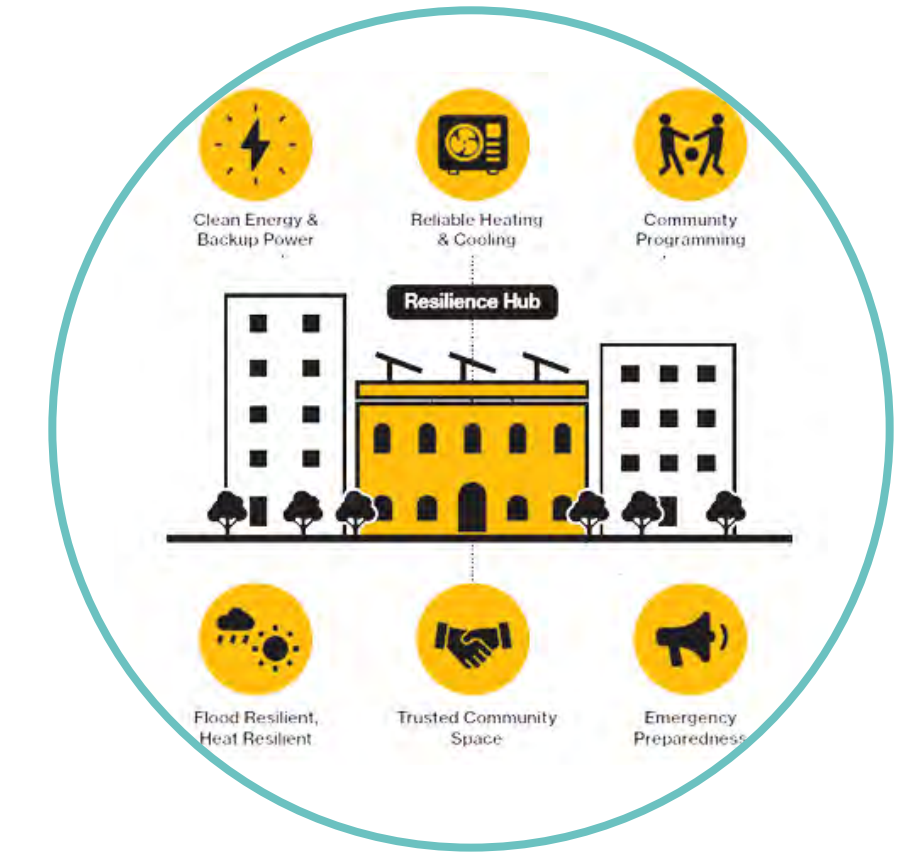 Clean Energy &
Backup Power
Reliable Heating
& Cooling
Community
Programming
Resilience Hub
Flood Resilient,
Heat Resilient
Trusted Community
Space
Emergency
Preparedness